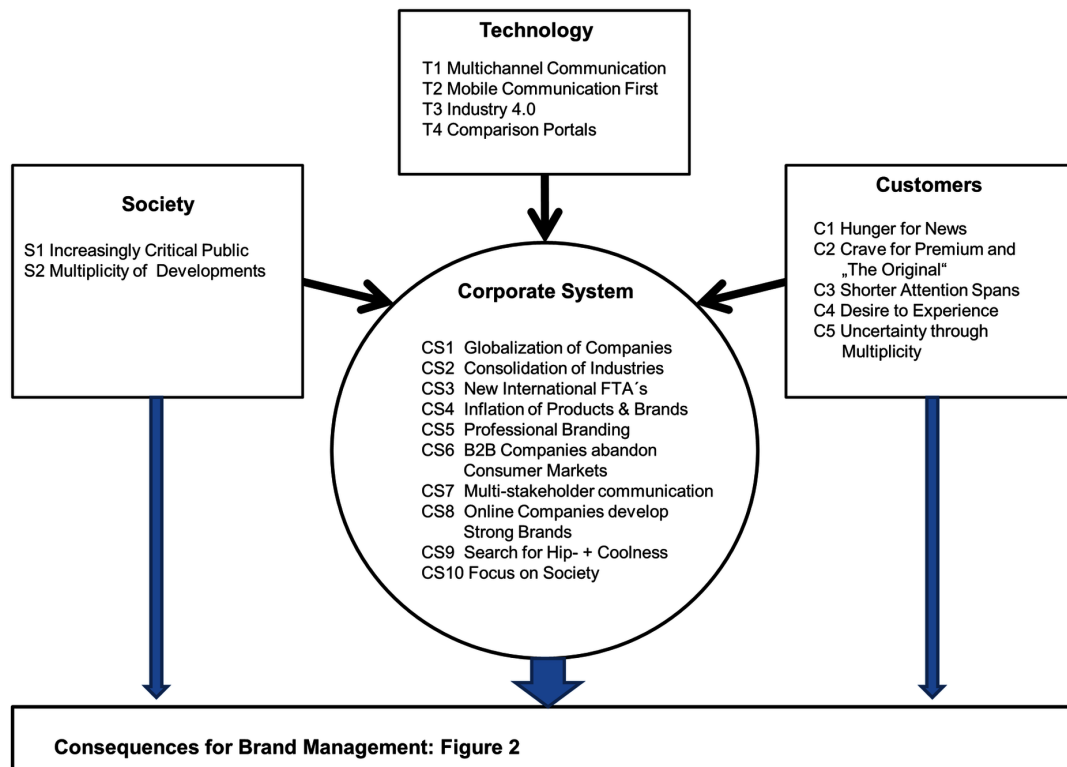 Technology
T1 Multichannel Communication
T2 Mobile Communication First
T3 Industry 4.0
T4 Comparison Portals
Society
S1 Increasingly Critical Public
S2 Multiplicity of Developments
Customers
C1 Hunger for News
C2 Crave for Premium and
„The Original“
C3 Shorter Attention Spans
C4 Desire to Experience
C5 Uncertainty through
Multiplicity
Corporate System
CS1 Globalization of Companies
CS2 Consolidation of Industries
CS3 New International FTA´s
CS4 Inflation of Products & Brands
CS5 Professional Branding
CS6 B2B Companies abandon
Consumer Markets
CS7 Multi-stakeholder communication
CS8 Online Companies develop
Strong Brands
CS9 Search for Hip- + Coolness
CS10 Focus on Society
Consequences for Brand Management: Figure 2